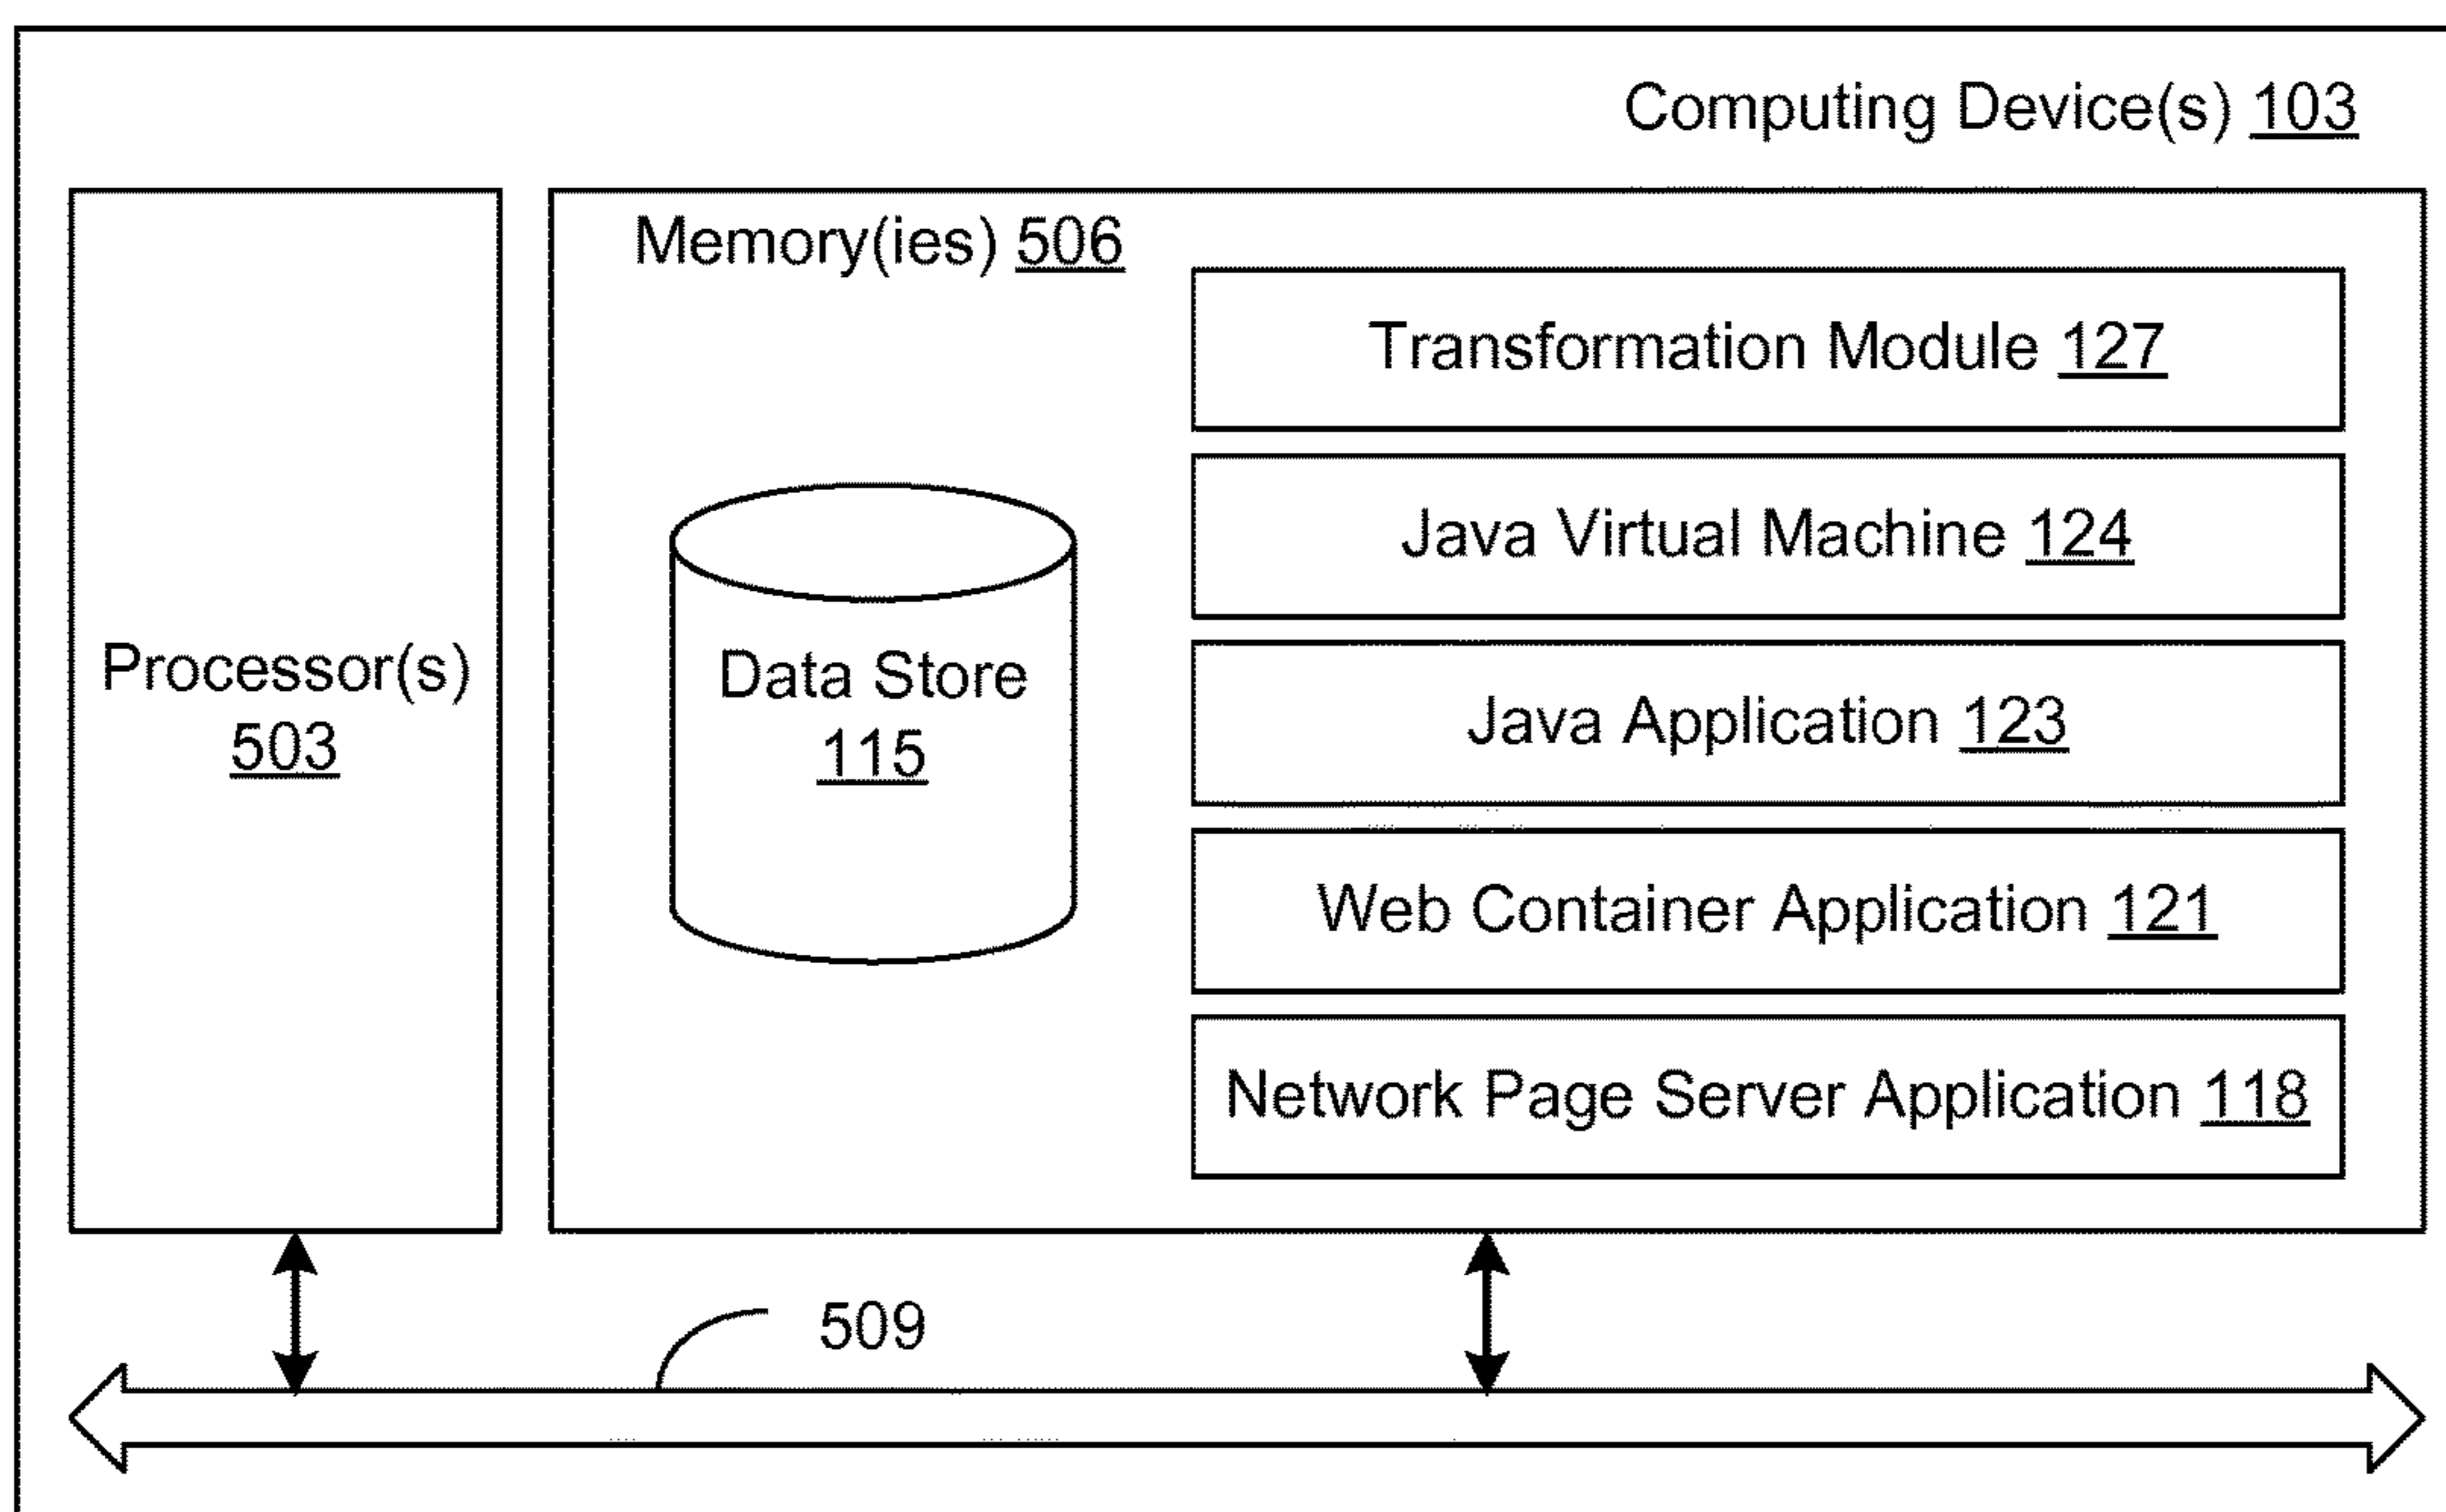 Computing Device(s) 103
Memory(ies) 506
Transformation Module 127
Java Virtual Machine 124
Processor(s)
503
Data Store
115
Java Application 123
Web Container Application 121
Network Page Server Application 118
509